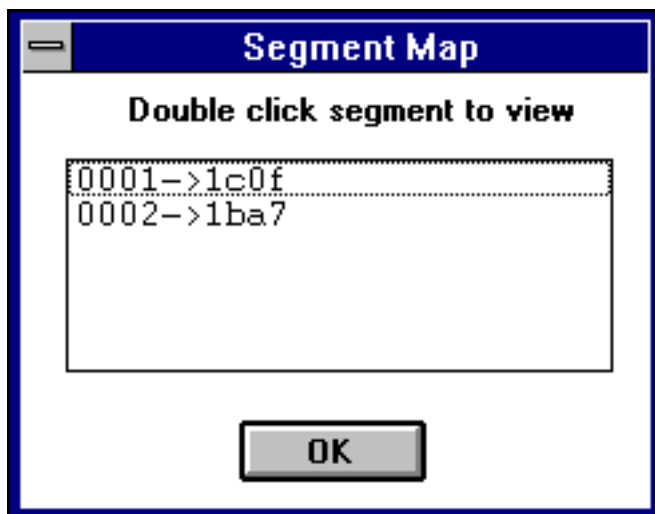 Segment Map
Double click segment to view
0001->1c0f
0002->1ba7
OK